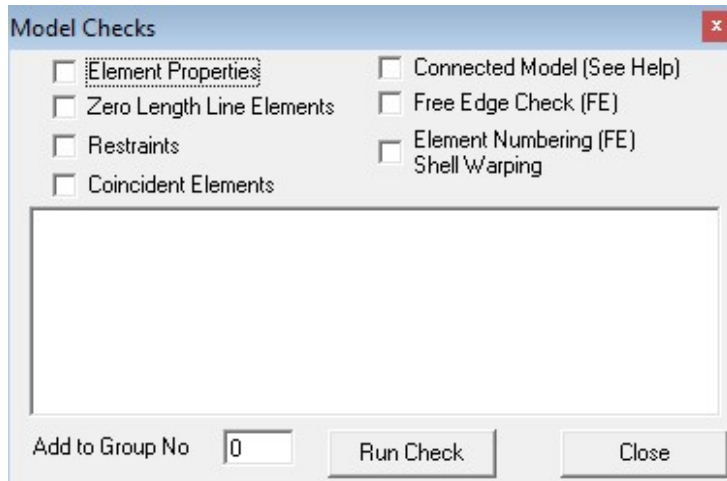 Model Checks
x
Element Properties
Zero Length Line Elements
Restraints
Coincident Elements
Connected Model (See Help)
Free Edge Check (FE)
Element Numbering (FE)
Shell Warping
Add to Group No
0
Run Check
Close